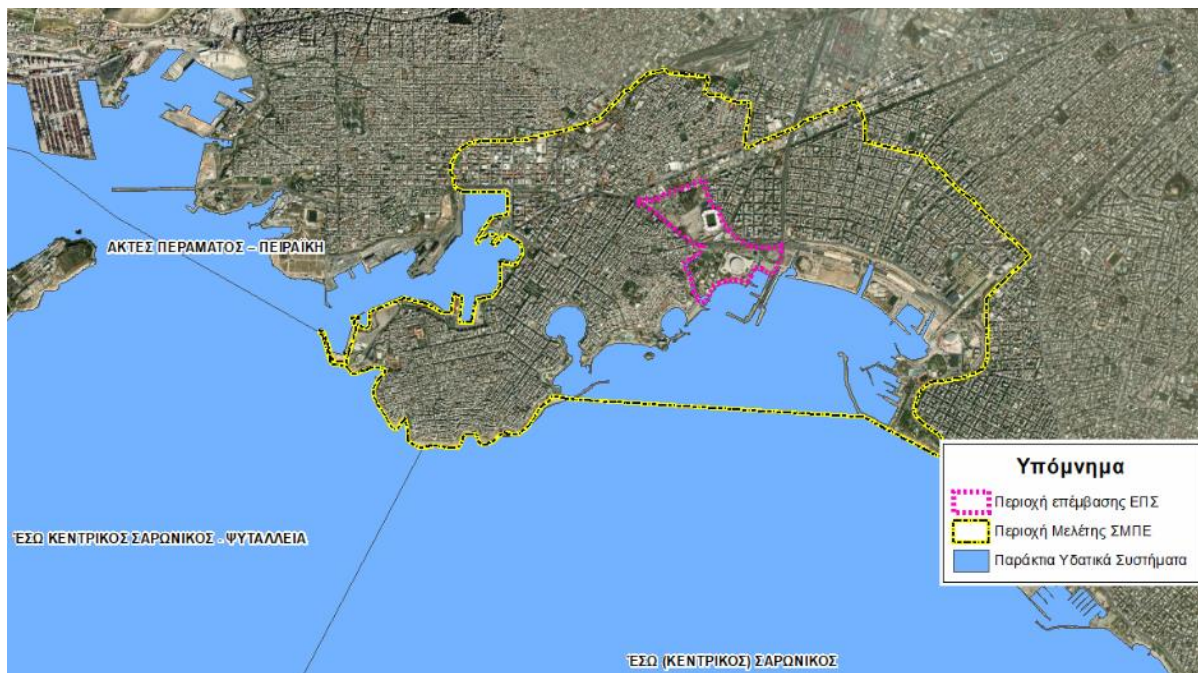 ΑΚΤΕΣ ΠΕΡΑΜΑΤΟΣ – ΠΕΙΡΑΙΚΗ
Υπόμνημα
Περιοχή επέμβασης ΕΠΣ
Περιοχή Μελέτης ΣΜΠΕ
Παράκτια Υδατικά Συστήματα
ΈΣΩ ΚΕΝΤΡΙΚΟΣ ΣΑΡΩΝΙΚΟΣ - ΨΥΤΑΛΛΕΙΑ
ΈΣΩ (ΚΕΝΤΡΙΚΟΣ) ΣΑΡΩΝΙΚΟΣ